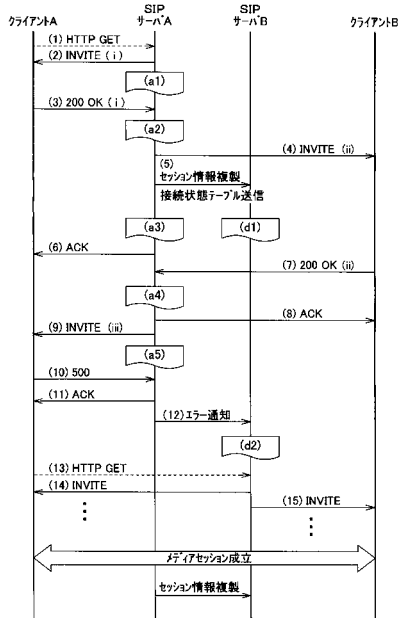 クライアントA
SIP
サーバA
SIP
サーバB
クライアントB
(1) HTTP GET
(2) INVITE (i)
(a1)
(3) 200 OK (i)
(a2)
(4) INVITE (ii)
(5)
セッション情報複製
接続状態テーブル送信
(a3)
(d1)
(6) ACK
(7) 200 OK (ii)
(a4)
(8) ACK
(9) INVITE (iii)
(a5)
(10) 500
(11) ACK
(12)エラー通知
(d2)
(13) HTTP GET
(14) INVITE
(15) INVITE
メディアセッション成立
セッション情報複製